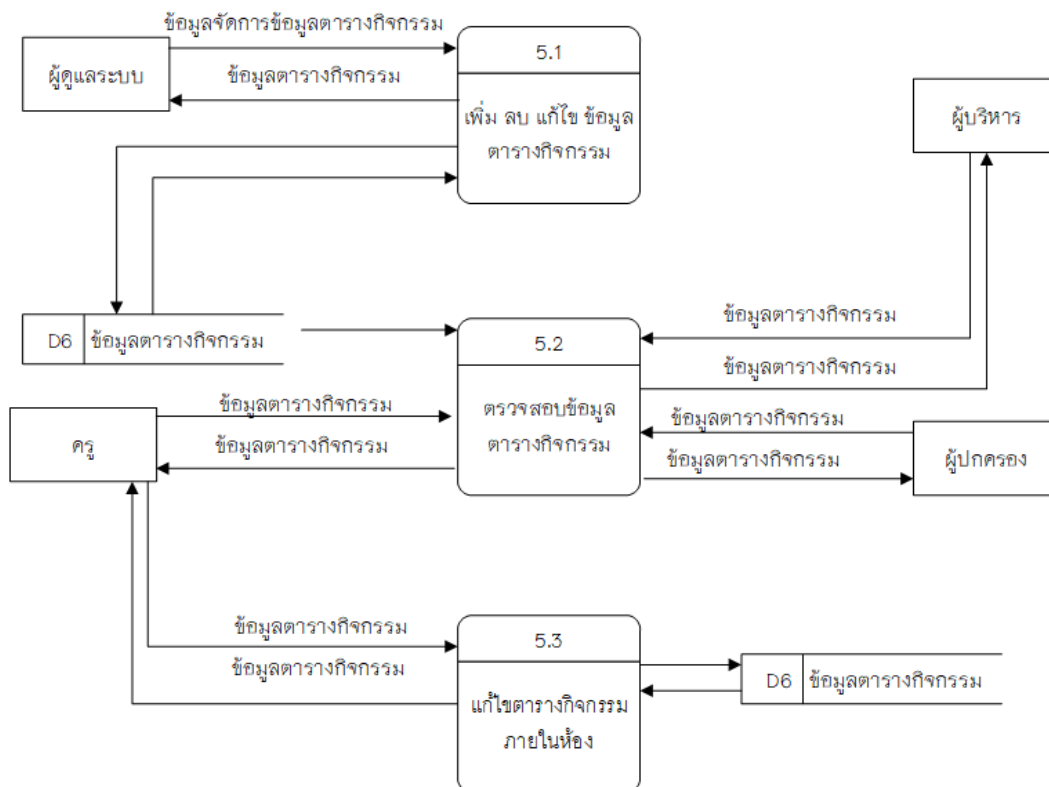 ข้อมูลจัดการข้อมูลตารางกิจกรรม
5.1
ผู้ดูแลระบบ
ข้อมูลตารางกิจกรรม
เพิ่ม ลบ แก้ไข ข้อมูล
ตารางกิจกรรม
ผู้บริหาร
D6 ข้อมูลตารางกิจกรรม
5.2
ข้อมูลตารางกิจกรรม
ข้อมูลตารางกิจกรรม
ตรวจสอบข้อมูล
ตารางกิจกรรม
ครู
ข้อมูลตารางกิจกรรม
ข้อมูลตารางกิจกรรม
ข้อมูลตารางกิจกรรม
ข้อมูลตารางกิจกรรม
ผู้ปกครอง
ข้อมูลตารางกิจกรรม
ข้อมูลตารางกิจกรรม
5.3
แก้ไขตารางกิจกรรม
ภายในห้อง
D6 ข้อมูลตารางกิจกรรม